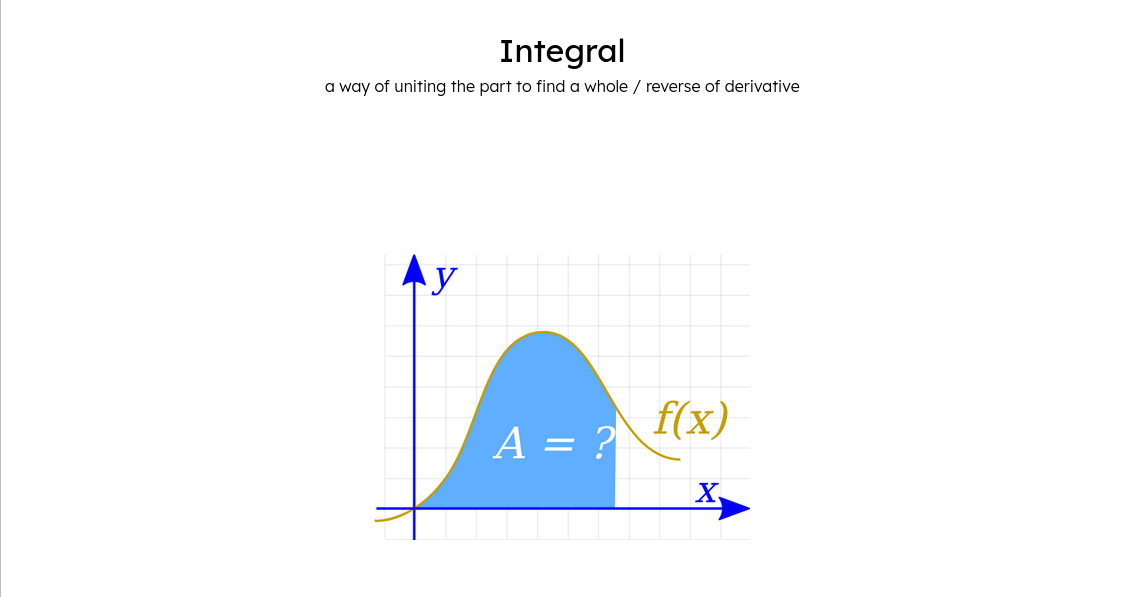 Integral
a way of uniting the part to find a whole / reverse of derivative
y
f(x)
A = ?
x